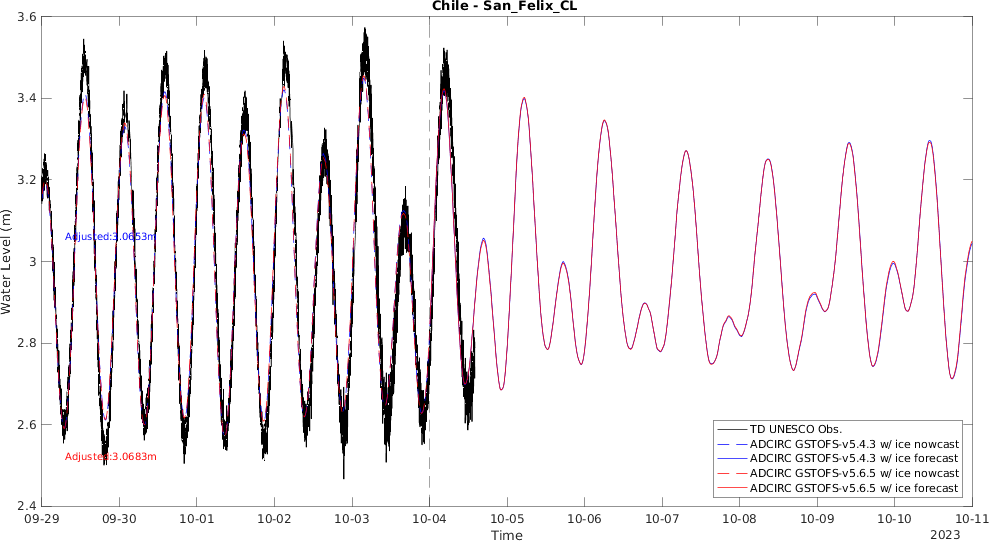 Chile - San_Felix_CL
3.6
3.4
3.2
3
2.8
2.6
2.4
Water Level (m)
Adjusted:3.0653m
Adjusted:3.0683m
TD UNESCO Obs.
ADCIRC GSTOFS-v5.4.3 w/ ice nowcast
ADCIRC GSTOFS-v5.4.3 w/ ice forecast
ADCIRC GSTOFS-v5.6.5 w/ ice nowcast
ADCIRC GSTOFS-v5.6.5 w/ ice forecast
09-29 09-30 10-01 10-02 10-03 10-04 10-05 10-06 10-07 10-08 10-09 10-10 10-11
Time
2023